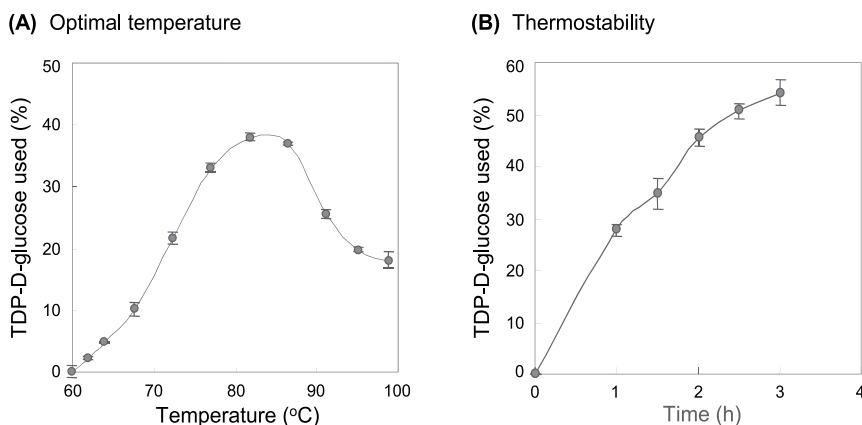 (A) Optimal temperature
50
40
30
20
10
0
60 70 80 90 100
TDP-D-glucose used (%)
Temperature (°C)
(B) Thermostability
60
50
40
30
20
10
0
0 1 2 3 4
TDP-D-glucose used (%)
Time (h)